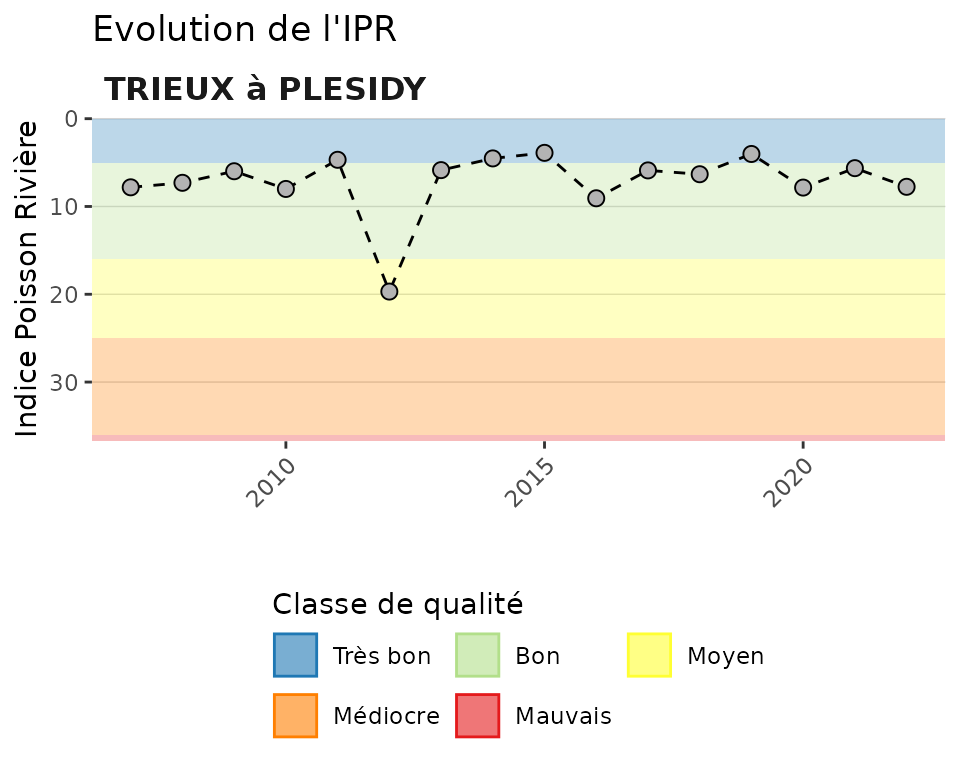 Evolution de l'IPR
TRIEUX à PLESIDY
Indice Poisson Rivière
0
10
20
30
2010
2015
2020
Classe de qualité
Très bon
Bon
Moyen
Médiocre
Mauvais